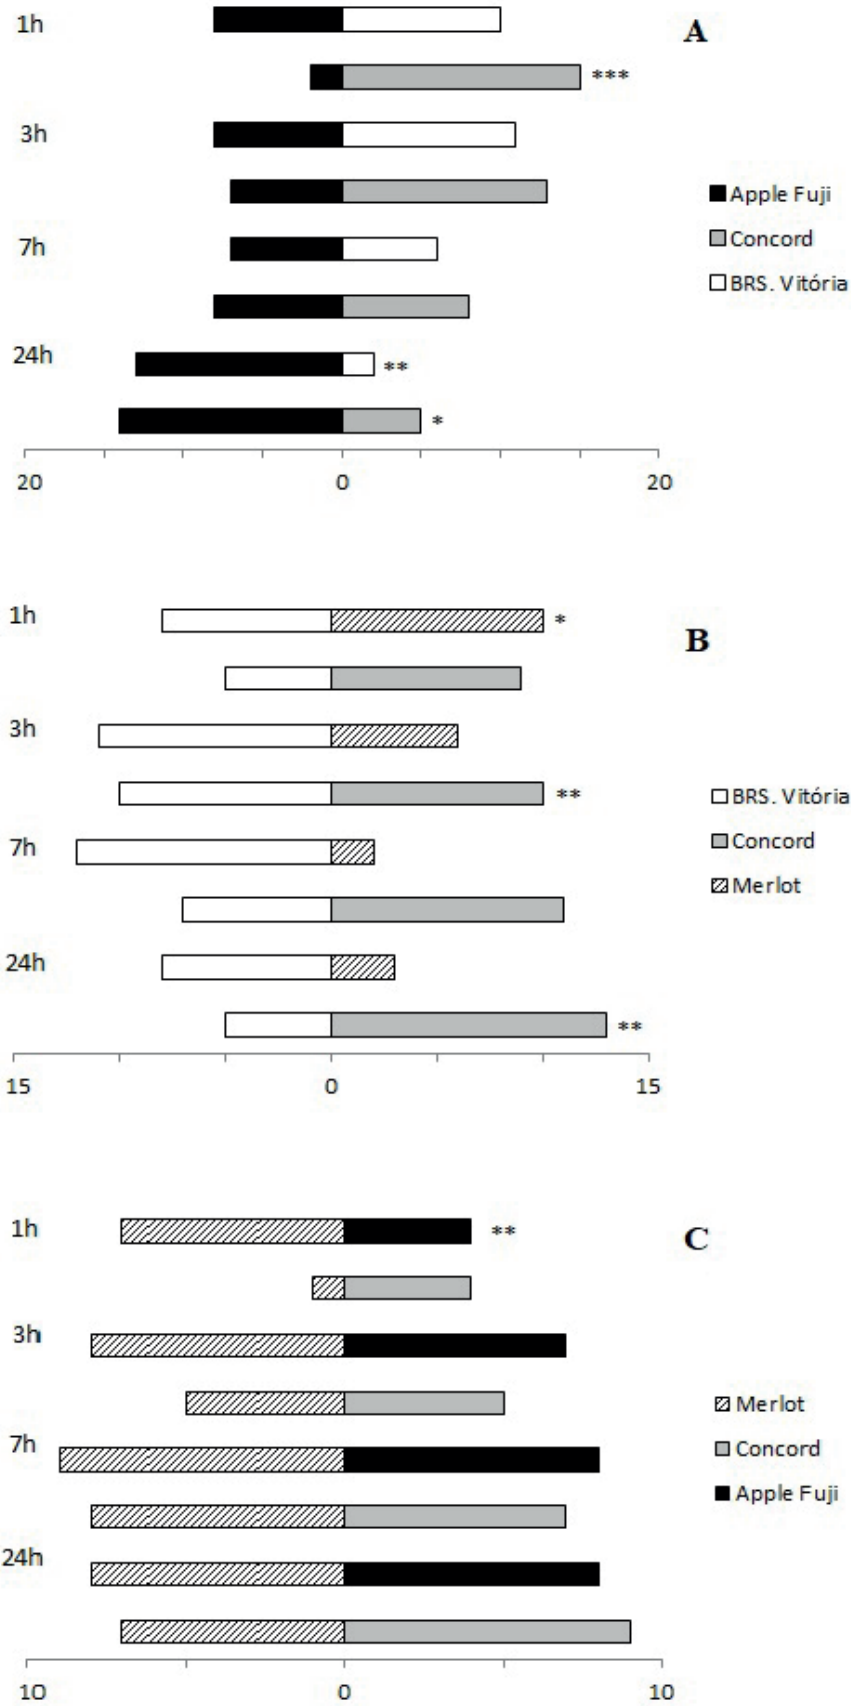 1h
A
***
3h
Apple Fuji
Concord
7h
BRS. Vitória
24h
**
*
20 0 20
1h
*
B
3h
**
BRS. Vitória
7h
Concord
Merlot
24h
**
15 0 15
1h
**
C
3h
Merlot
7h
Concord
Apple Fuji
24h
10 0 10